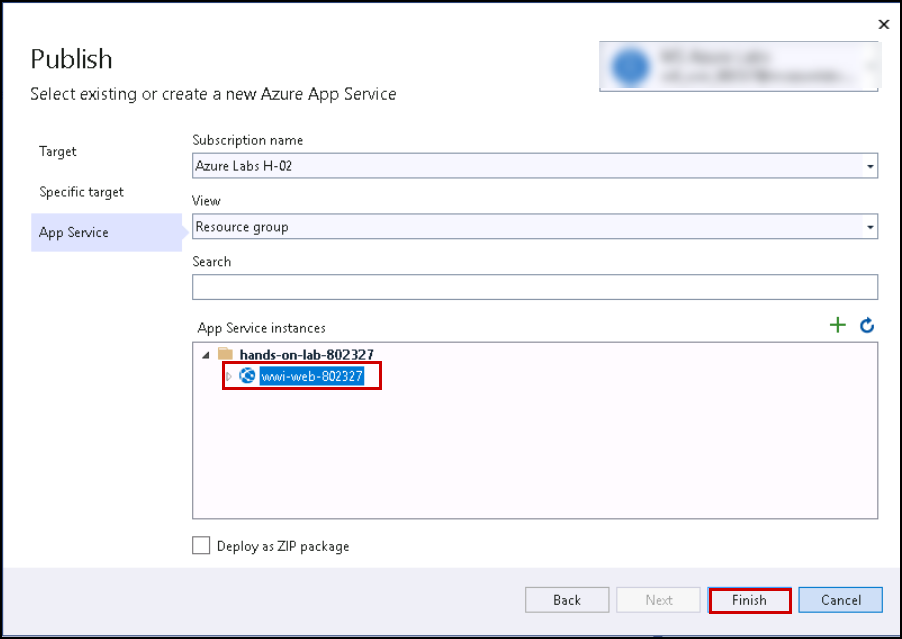 Publish
Select existing or create a new Azure App Service
Target
Specific target
App Service
Subscription name
Azure Labs H-02
View
Resource group
Search
App Service instances
hands-on-lab-802327
wwi-web-802327
Deploy as ZIP package
Back
Next
Finish
Cancel